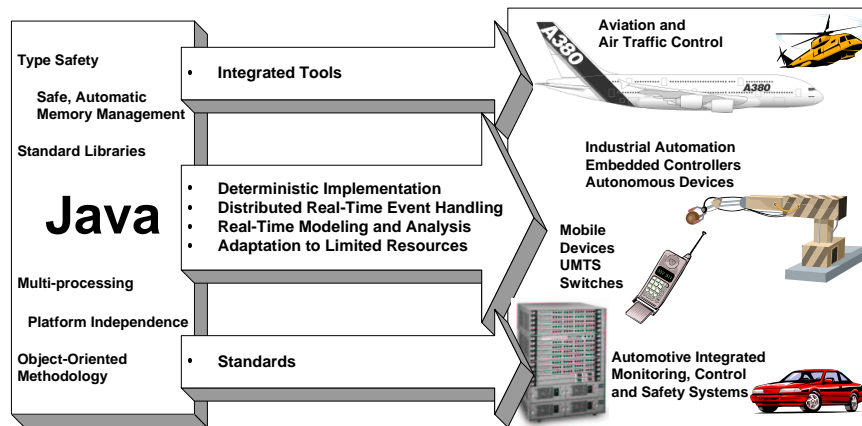 Type Safety
Safe, Automatic
Memory Management
Standard Libraries
Java
Multi-processing
Platform Independence
Object-Oriented
Methodology
• Integrated Tools
• Deterministic Implementation
• Distributed Real-Time Event Handling
• Real-Time Modeling and Analysis
• Adaptation to Limited Resources
• Standards
Aviation and
Air Traffic Control
A380
A380
Industrial Automation
Embedded Controllers
Autonomous Devices
Mobile
Devices
UMTS
Switches
Automotive Integrated
Monitoring, Control
and Safety Systems